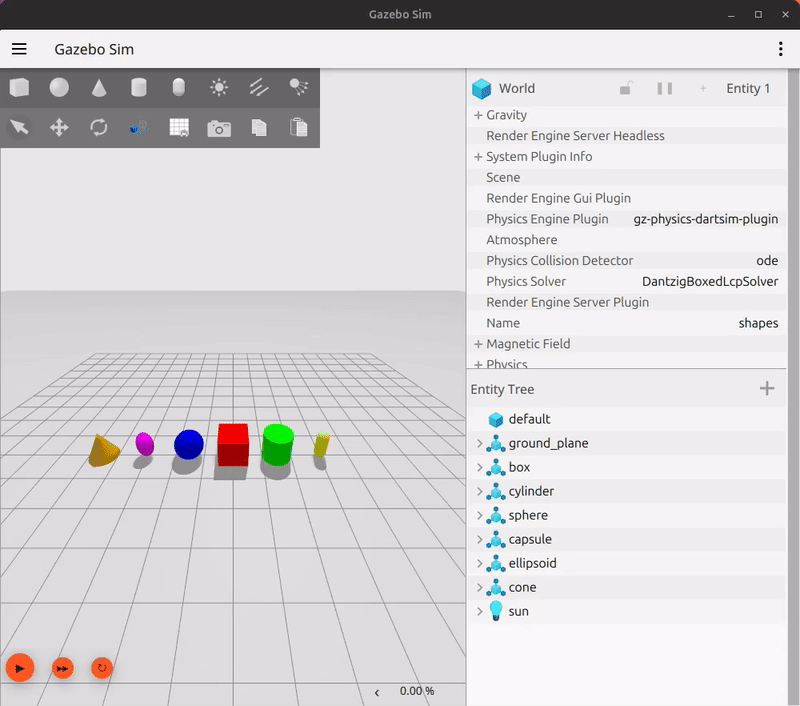 Gazebo Sim
Gazebo Sim
World Entity 1
Gravity
Render Engine Server Headless
System Plugin Info
Scene
Render Engine Gui Plugin
Physics Engine Plugin gz-physics-dartsim-plugin
Atmosphere
Physics Collision Detector ode
Physics Solver DantzigBoxedLcpSolver
Render Engine Server Plugin
Name shapes
Magnetic Field
Physics
Entity Tree
default
ground_plane
box
cylinder
sphere
capsule
ellipsoid
cone
sun
0.00 %